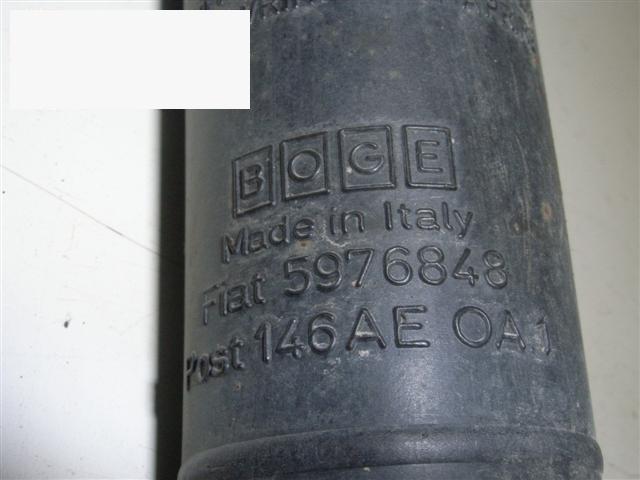 BOGE
Made in Italy
Fiat 5976848
Post 146AE OA1